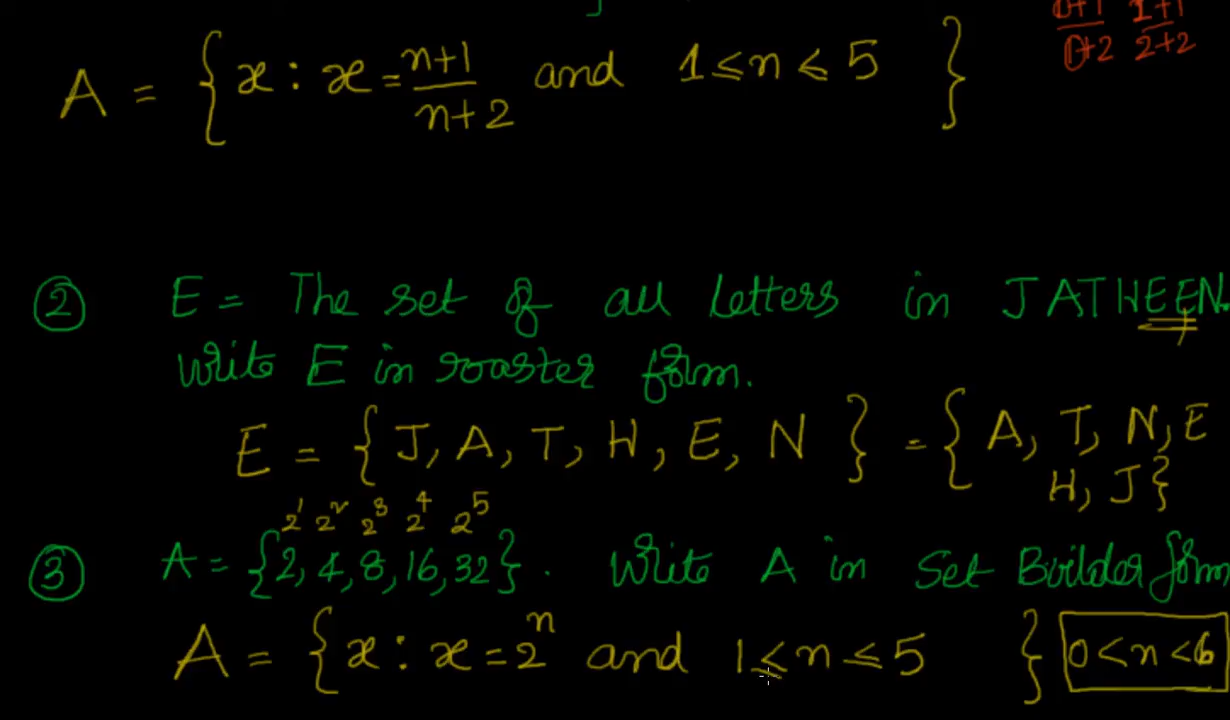 0+1 1+1
A = { x : x = n+1/n+2 and 1 ≤ n ≤ 5 }
0+2 2+2
② E = The set of all letters in JATHEEN.
Write E in roaster form.
E = { J, A, T, H, E, N } = { A, T, N, E
H, J }
2¹ 2² 2³ 2⁴ 2⁵
③ A = {2, 4, 8, 16, 32}. Write A in Set Builder form
A = { x : x = 2ⁿ and 1 ≤ n ≤ 5 } 0 < n < 6